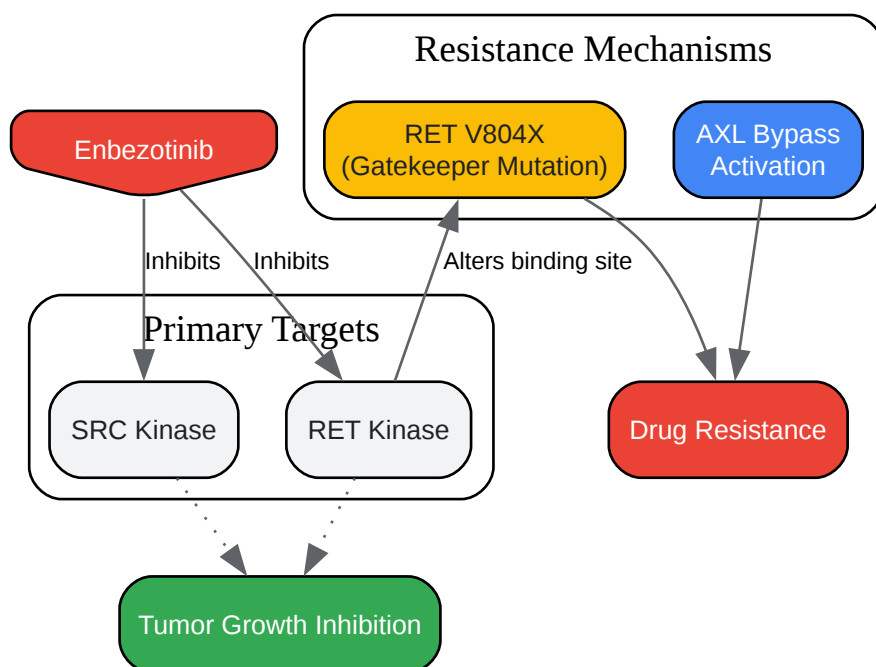 Resistance Mechanisms
Enbezotinib
RET V804X
(Gatekeeper Mutation)
AXL Bypass
Activation
Inhibits
Inhibits
Alters binding site
Primary Targets
SRC Kinase
RET Kinase
Drug Resistance
Tumor Growth Inhibition